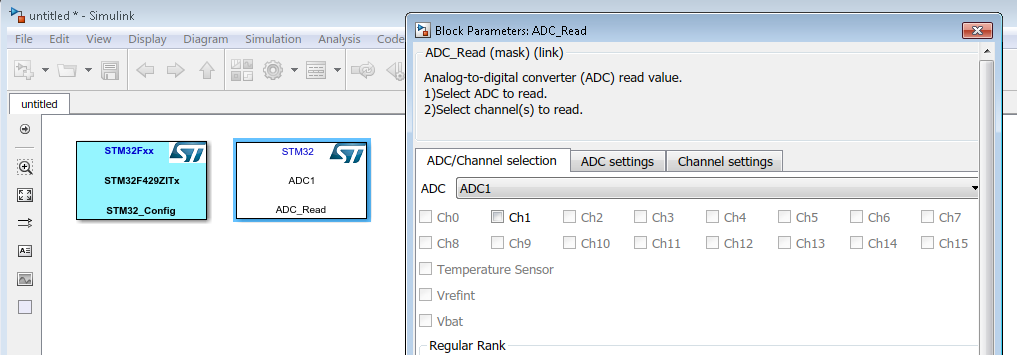 untitled * - Simulink
File Edit View Display Diagram Simulation Analysis Code
untitled
STM32Fxx
STM32F429ZITx
STM32_Config
STM32
ADC1
ADC_Read
Block Parameters: ADC_Read
ADC_Read (mask) (link)
Analog-to-digital converter (ADC) read value.
1)Select ADC to read.
2)Select channel(s) to read.
ADC/Channel selection ADC settings Channel settings
ADC ADC1
Ch0 Ch1 Ch2 Ch3 Ch4 Ch5 Ch6 Ch7
Ch8 Ch9 Ch10 Ch11 Ch12 Ch13 Ch14 Ch15
Temperature Sensor
Vrefint
Vbat
Regular Rank